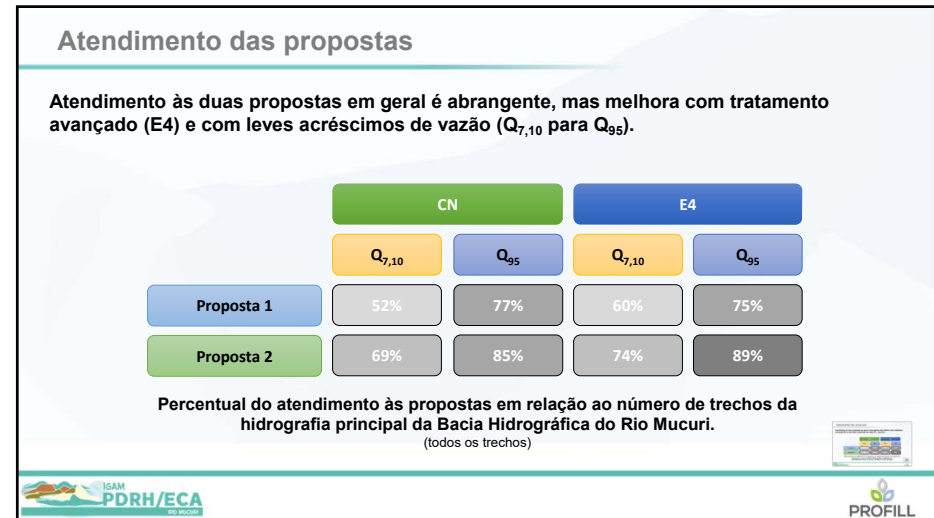 Atendimento das propostas
Atendimento às duas propostas em geral é abrangente, mas melhora com tratamento
avançado (E4) e com leves acréscimos de vazão (Q7,10 para Q95).
CN E4
Q7,10 Q95 Q7,10 Q95
Proposta 1 52% 77% 60% 75%
Proposta 2 69% 85% 74% 89%
Percentual do atendimento às propostas em relação ao número de trechos da
hidrografia principal da Bacia Hidrográfica do Rio Mucuri.
(todos os trechos)
IGAM
PDRH/ECA
RIO MUCURI
PROFILL